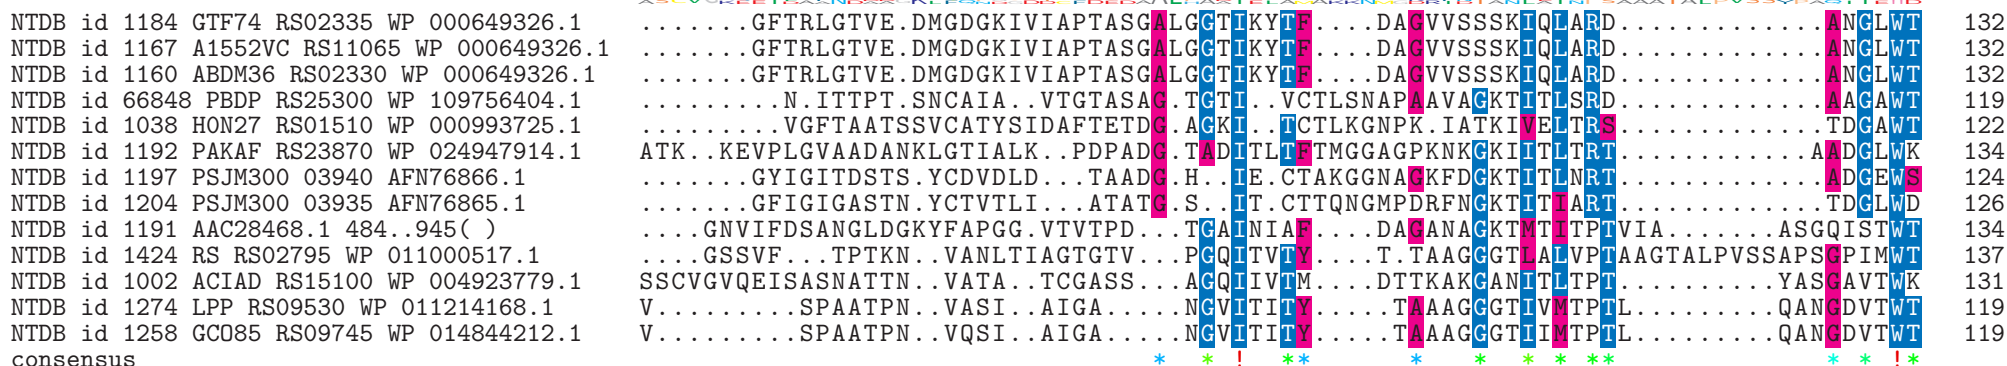 NTDB id 1184 GTF74 RS02335 WP 000649326.1 .......GFTRLGTVE.DMGDGKIVIAPTASGALGGTIKYTF....DAGVVSSSKIQLARD.............ANGLWT 132
NTDB id 1167 A1552VC RS11065 WP 000649326.1 .......GFTRLGTVE.DMGDGKIVIAPTASGALGGTIKYTF....DAGVVSSSKIQLARD.............ANGLWT 132
NTDB id 1160 ABDM36 RS02330 WP 000649326.1 .......GFTRLGTVE.DMGDGKIVIAPTASGALGGTIKYTF....DAGVVSSSKIQLARD.............ANGLWT 132
NTDB id 66848 PBDP RS25300 WP 109756404.1 .........N.ITTPT.SNCAIA..VTGTASAG.TGTI..VCTLSNAPAAVAGKTITLSRD.............AAGAWT 119
NTDB id 1038 HON27 RS01510 WP 000993725.1 .........VGFTAATSSVCATYSIDAFTETDG.AGKI..TCTLKGNPK.IATKIVELTRS.............TDGAWT 122
NTDB id 1192 PAKAF RS23870 WP 024947914.1 ATK..KEVPLGVAADANKLGTIALK..PDPADG.TADITLTFTMGGAGPKNKGKIITLTRT............AADGLWK 134
NTDB id 1197 PSJM300 03940 AFN76866.1 .......GYIGITDSTS.YCDVDLD...TAADG.H..IE.CTAKGGNAGKFDGKTITLNRT.............ADGEWS 124
NTDB id 1204 PSJM300 03935 AFN76865.1 .......GFIGIGASTN.YCTVTLI...ATATG.S..IT.CTTQNGMPDRFNGKTITIART.............TDGLWD 126
NTDB id 1191 AAC28468.1 484..945( ) ....GNVIFDSANGLDGKYFAPGG.VTVTPD...TGAINIAF....DAGANAGKTMTITPTVIA.......ASGQISTWT 134
NTDB id 1424 RS RS02795 WP 011000517.1 ....GSSVF...TPTKN..VANLTIAGTGTV...PGQITVTY....T.TAAGGGTLALVPTAAGTALPVSSAPSGPIMWT 137
NTDB id 1002 ACIAD RS15100 WP 004923779.1 SSCVGVQEISASNATTN..VATA..TCGASS...AGQIIVTM....DTTKAKGANITLTPT..........YASGAVTWK 131
NTDB id 1274 LPP RS09530 WP 011214168.1 V.........SPAATPN..VASI..AIGA.....NGVITITY.....TAAAGGGTIVMTPTL.........QANGDVTWT 119
NTDB id 1258 GCO85 RS09745 WP 014844212.1 V.........SPAATPN..VQSI..AIGA.....NGVITITY.....TAAAGGGTIIMTPTL.........QANGDVTWT 119
consensus * * ! ** * * * * ** * * !*